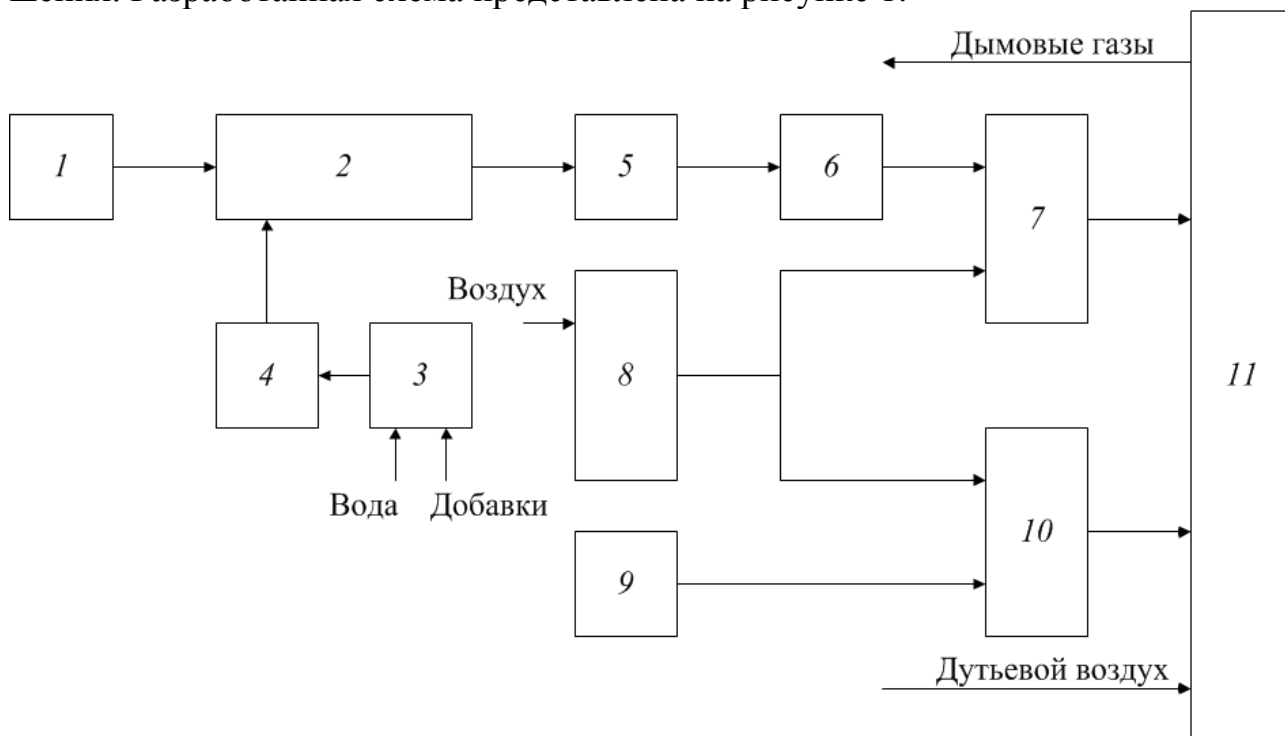 шения. Разработанная схема представлена на рисунке 1.
Дымовые газы
1
2
5
6
7
Воздух
4
3
8
11
Вода
Добавки
10
9
Дутьевой воздух